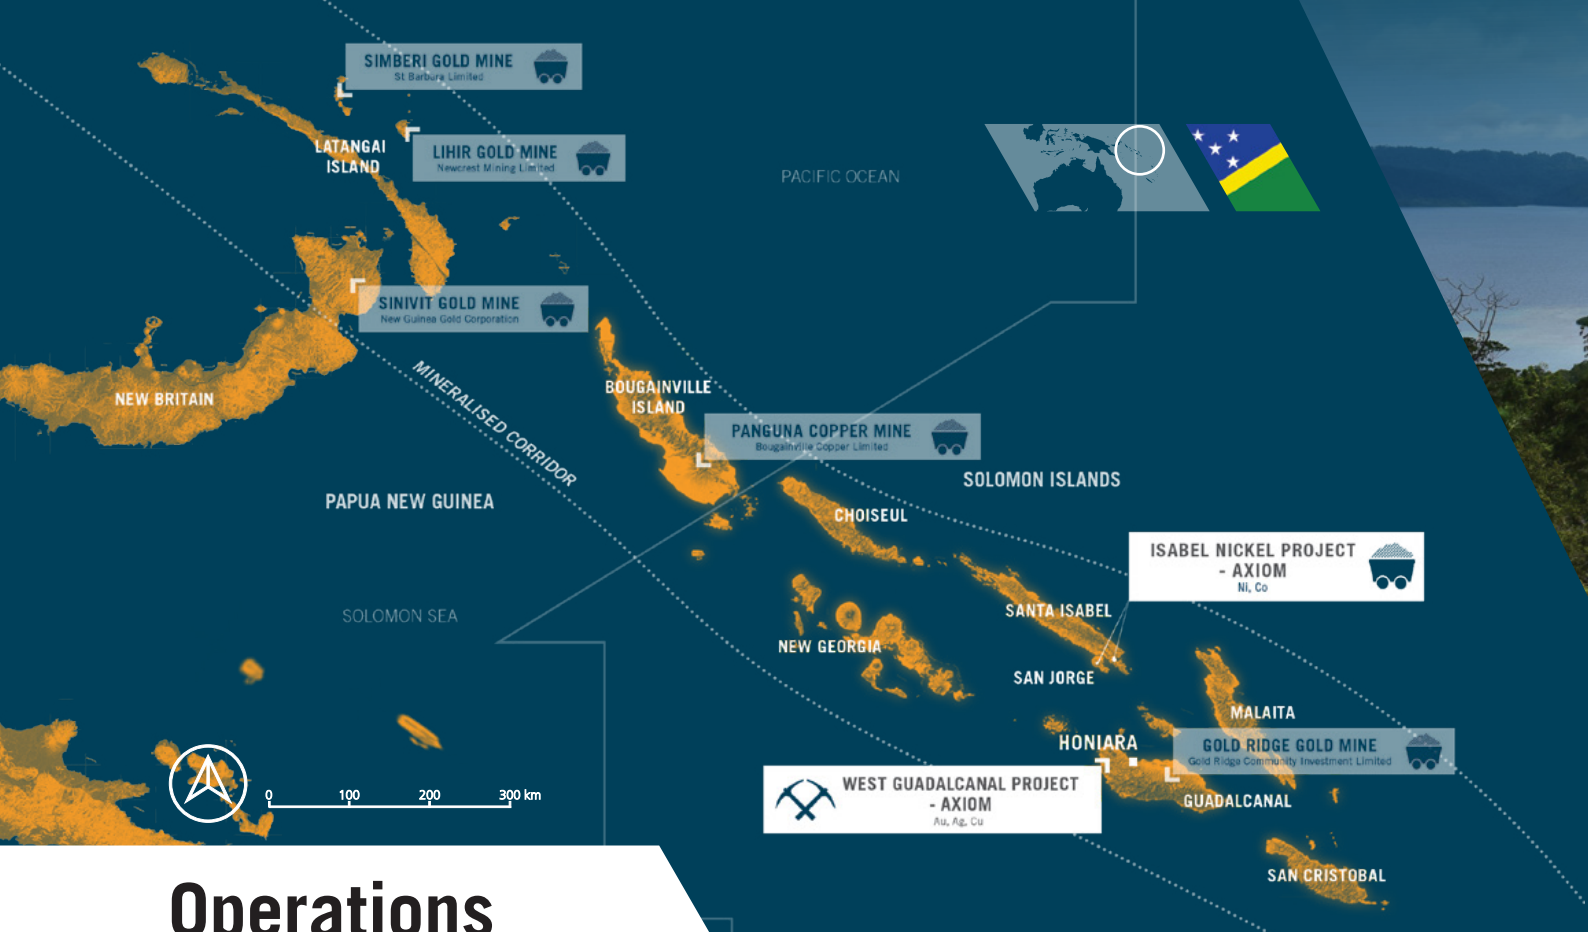 SIMBERI GOLD MINE
St Barbara Limited
LATANGAI
ISLAND
LIHIR GOLD MINE
Newcrest Mining Limited
PACIFIC OCEAN
SINIVIT GOLD MINE
New Guinea Gold Corporation
NEW BRITAIN
MINERALISED CORRIDOR
BOUGAINVILLE
ISLAND
PANGUNA COPPER MINE
Bougainville Copper Limited
PAPUA NEW GUINEA
SOLOMON ISLANDS
CHOISEUL
ISABEL NICKEL PROJECT
- AXIOM
Ni, Co
SOLOMON SEA
SANTA ISABEL
NEW GEORGIA
SAN JORGE
MALAITA
HONIARA
GOLD RIDGE GOLD MINE
Gold Ridge Community Investment Limited
WEST GUADALCANAL PROJECT
- AXIOM
Au, Ag, Cu
GUADALCANAL
0 100 200 300 km
SAN CRISTOBAL
Operations